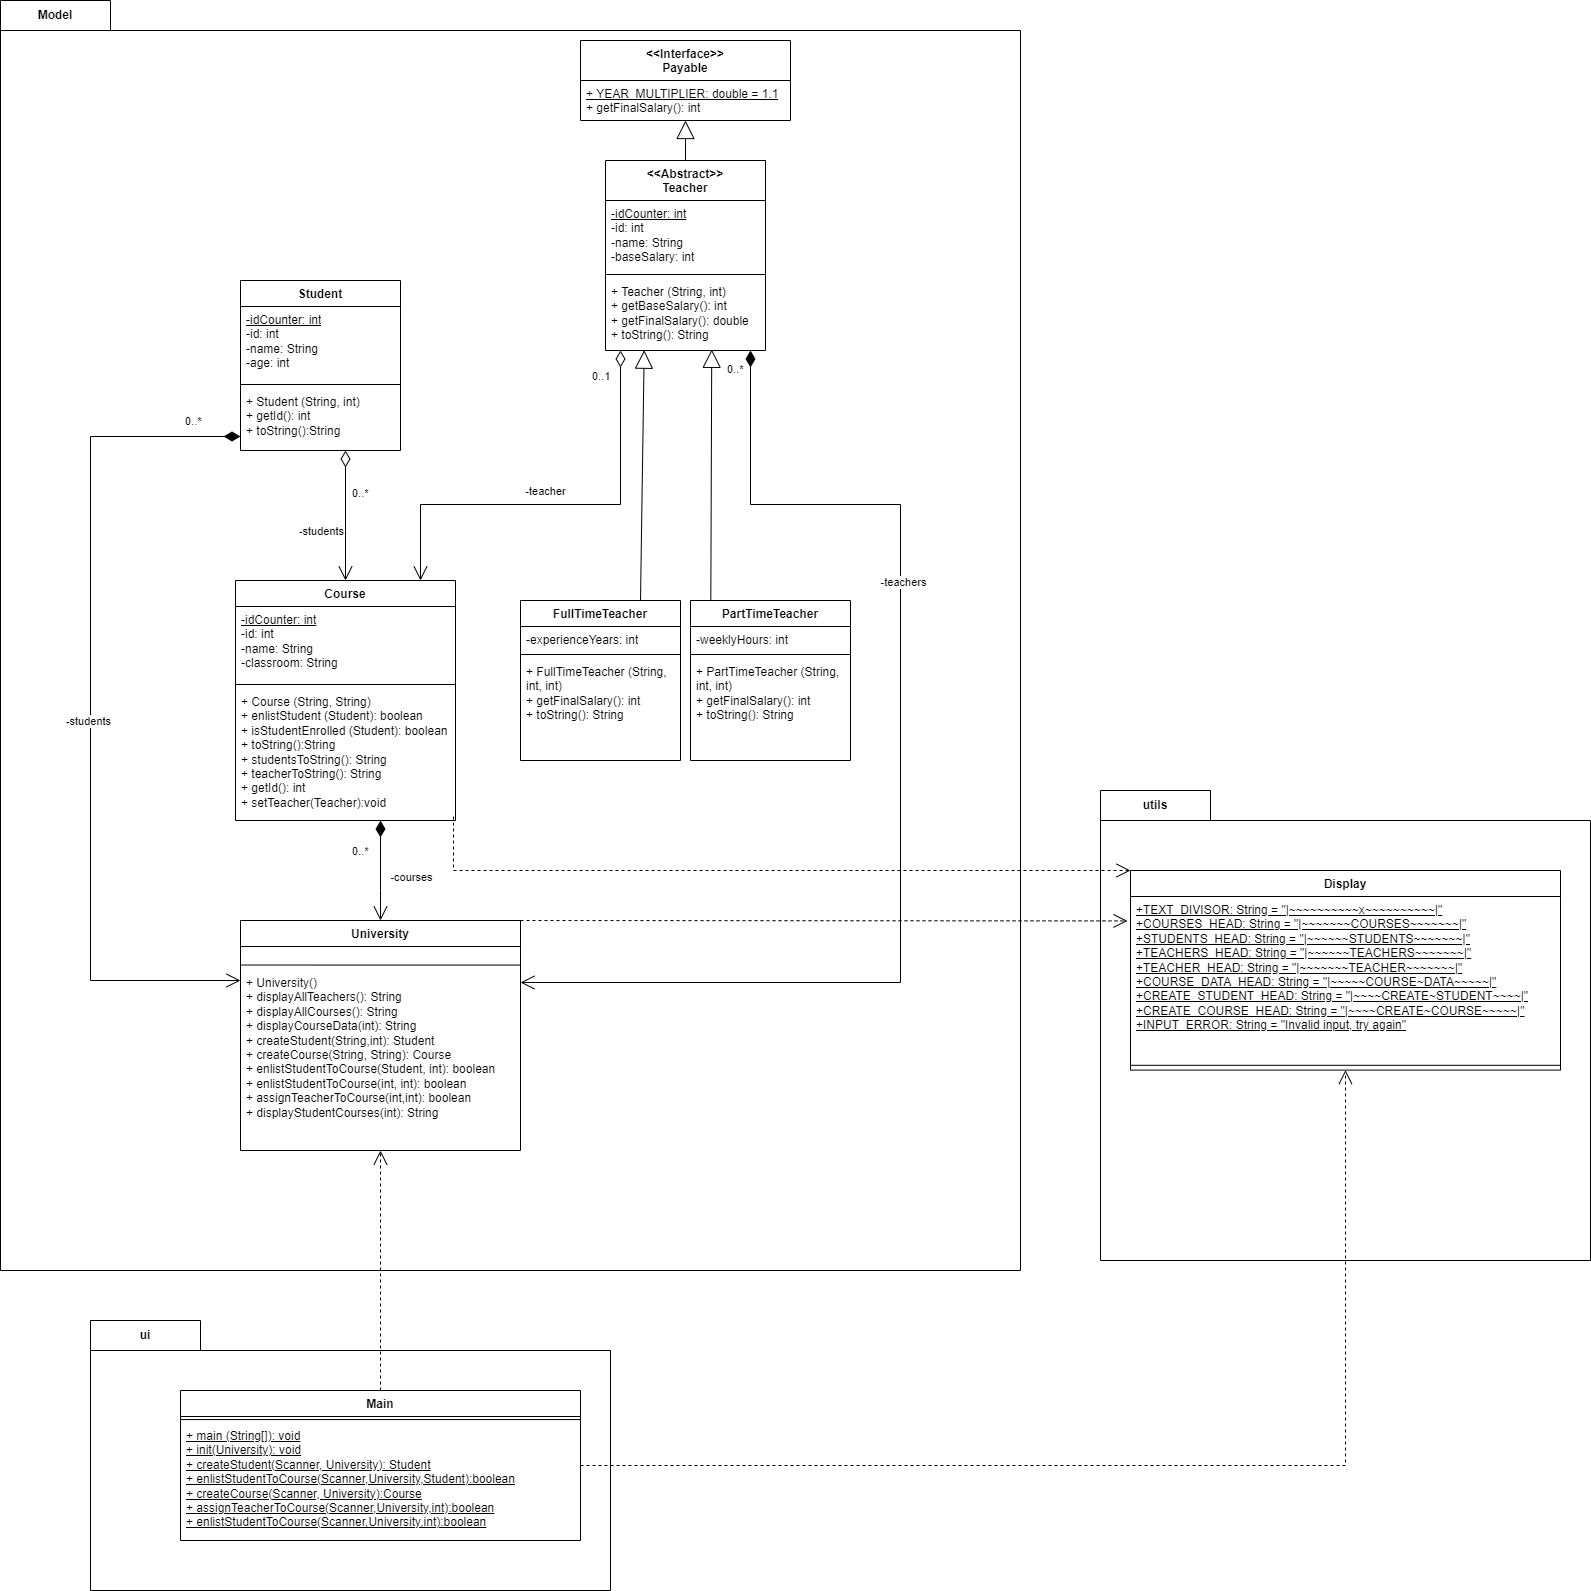 Model
<<Interface>>
Payable
+ YEAR_MULTIPLIER: double = 1.1
+ getFinalSalary(): int
<<Abstract>>
Teacher
-idCounter: int
-id: int
-name: String
-baseSalary: int
+ Teacher (String, int)
+ getBaseSalary(): int
+ getFinalSalary(): double
+ toString(): String
Student
-idCounter: int
-id: int
-name: String
-age: int
+ Student (String, int)
+ getId(): int
+ toString():String
0..1
0..*
0..*
0..*
-teacher
-students
-teachers
Course
-idCounter: int
-id: int
-name: String
-classroom: String
+ Course (String, String)
+ enlistStudent (Student): boolean
+ isStudentEnrolled (Student): boolean
+ toString():String
+ studentsToString(): String
+ teacherToString(): String
+ getId(): int
+ setTeacher(Teacher):void
FullTimeTeacher
-experienceYears: int
+ FullTimeTeacher (String,
int, int)
+ getFinalSalary(): int
+ toString(): String
PartTimeTeacher
-weeklyHours: int
+ PartTimeTeacher (String,
int, int)
+ getFinalSalary(): int
+ toString(): String
-students
0..*
-courses
University
+ University()
+ displayAllTeachers(): String
+ displayAllCourses(): String
+ displayCourseData(int): String
+ createStudent(String,int): Student
+ createCourse(String, String): Course
+ enlistStudentToCourse(Student, int): boolean
+ enlistStudentToCourse(int, int): boolean
+ assignTeacherToCourse(int,int): boolean
+ displayStudentCourses(int): String
utils
Display
+TEXT_DIVISOR: String = "|~~~~~~~~~~x~~~~~~~~~~|"
+COURSES_HEAD: String = "|~~~~~~~COURSES~~~~~~~|"
+STUDENTS_HEAD: String = "|~~~~~~STUDENTS~~~~~~~|"
+TEACHERS_HEAD: String = "|~~~~~~TEACHERS~~~~~~~|"
+TEACHER_HEAD: String = "|~~~~~~~TEACHER~~~~~~~|"
+COURSE_DATA_HEAD: String = "|~~~~~COURSE~DATA~~~~~|"
+CREATE_STUDENT_HEAD: String = "|~~~~CREATE~STUDENT~~~~|"
+CREATE_COURSE_HEAD: String = "|~~~~CREATE~COURSE~~~~~|"
+INPUT_ERROR: String = "Invalid input, try again"
ui
Main
+ main (String[]): void
+ init(University): void
+ createStudent(Scanner, University): Student
+ enlistStudentToCourse(Scanner,University,Student):boolean
+ createCourse(Scanner, University):Course
+ assignTeacherToCourse(Scanner,University,int):boolean
+ enlistStudentToCourse(Scanner,University,int):boolean